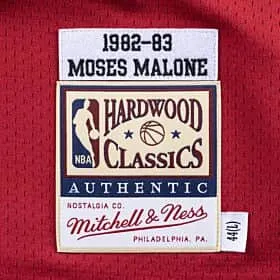 1982-83
MOSES MALONE
HARDWOOD
NBA
CLASSICS
AUTHENTIC
NOSTALGIA CO.
Mitchell & Ness
PHILADELPHIA, PA.
44(L)